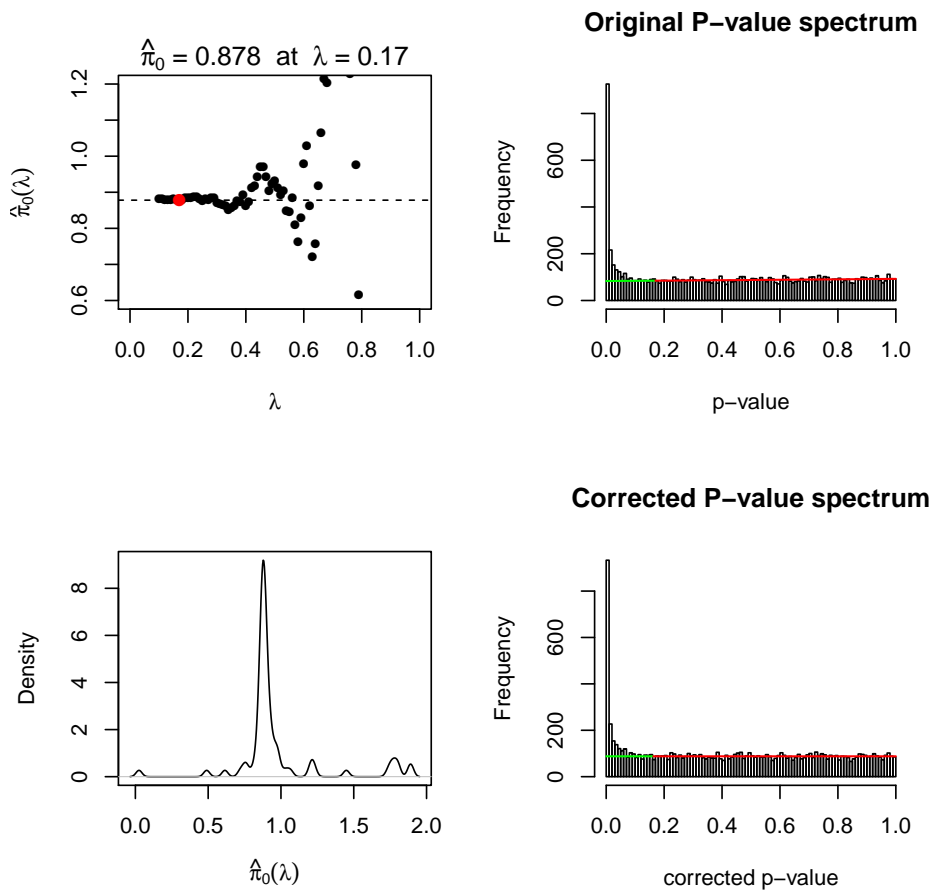 π̂₀ = 0.878 at λ = 0.17
π̂₀(λ)
1.2
1.0
0.8
0.6
0.0 0.2 0.4 0.6 0.8 1.0
λ
Original P−value spectrum
Frequency
600
200
0
0.0 0.2 0.4 0.6 0.8 1.0
p−value
Density
8
6
4
2
0
0.0 0.5 1.0 1.5 2.0
π̂₀(λ)
Corrected P−value spectrum
Frequency
600
200
0
0.0 0.2 0.4 0.6 0.8 1.0
corrected p−value